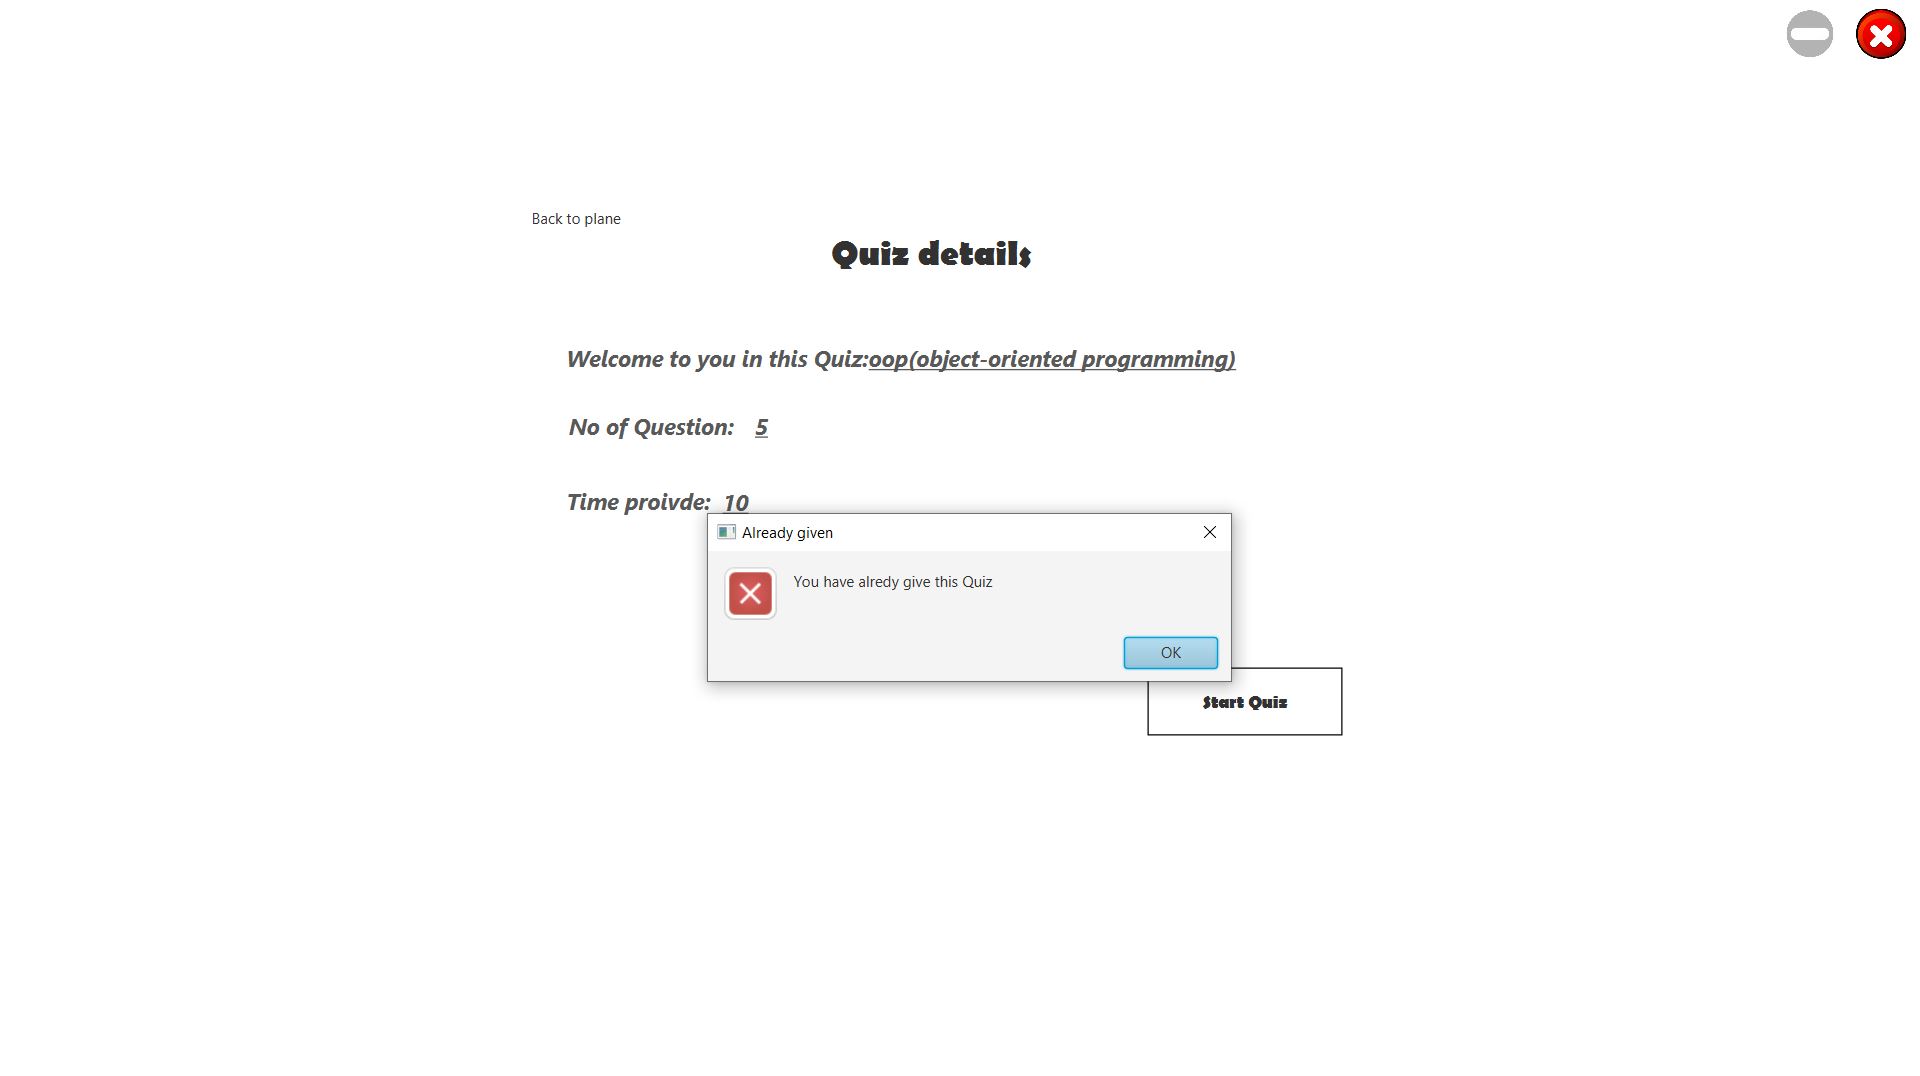 Back to plane
Quiz details
Welcome to you in this Quiz:oop(object-oriented programming)
No of Question: 5
Time proivde: 10
Already given
You have alredy give this Quiz
OK
Start Quiz